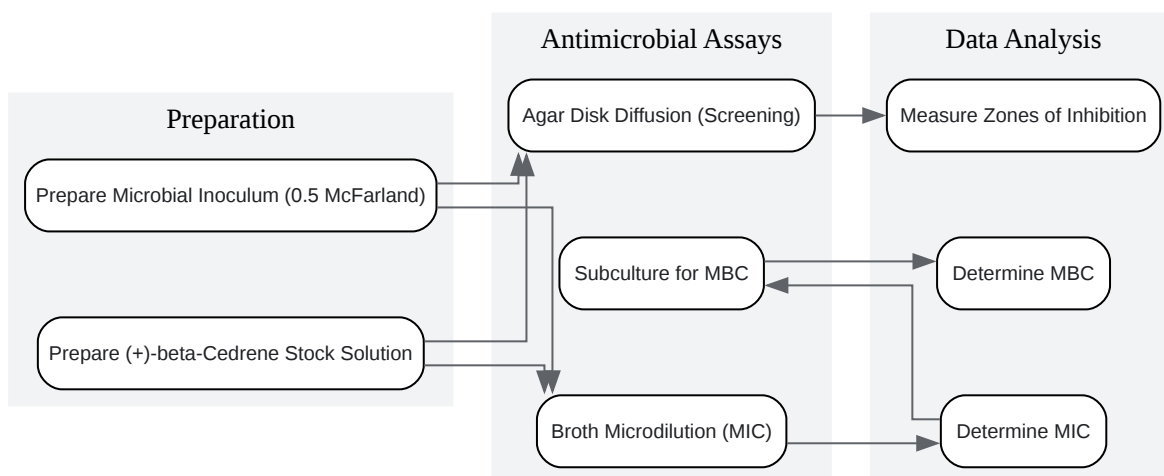 Preparation
Prepare Microbial Inoculum (0.5 McFarland)
Prepare (+)-beta-Cedrene Stock Solution
Antimicrobial Assays
Agar Disk Diffusion (Screening)
Subculture for MBC
Broth Microdilution (MIC)
Data Analysis
Measure Zones of Inhibition
Determine MBC
Determine MIC